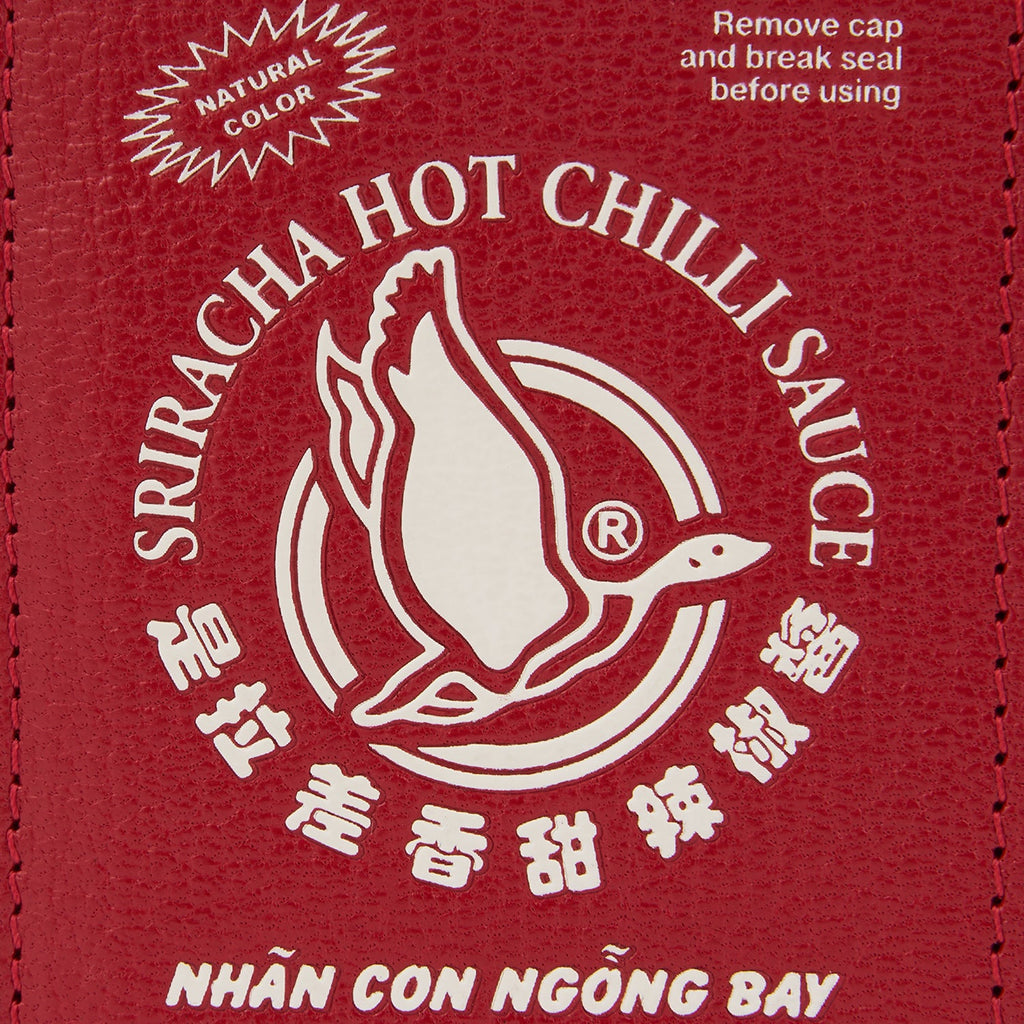 NATURAL
COLOR
Remove cap
and break seal
before using
SRIRACHA HOT CHILLI SAUCE
®
是拉差香甜辣椒醬
NHÃN CON NGỖNG BAY